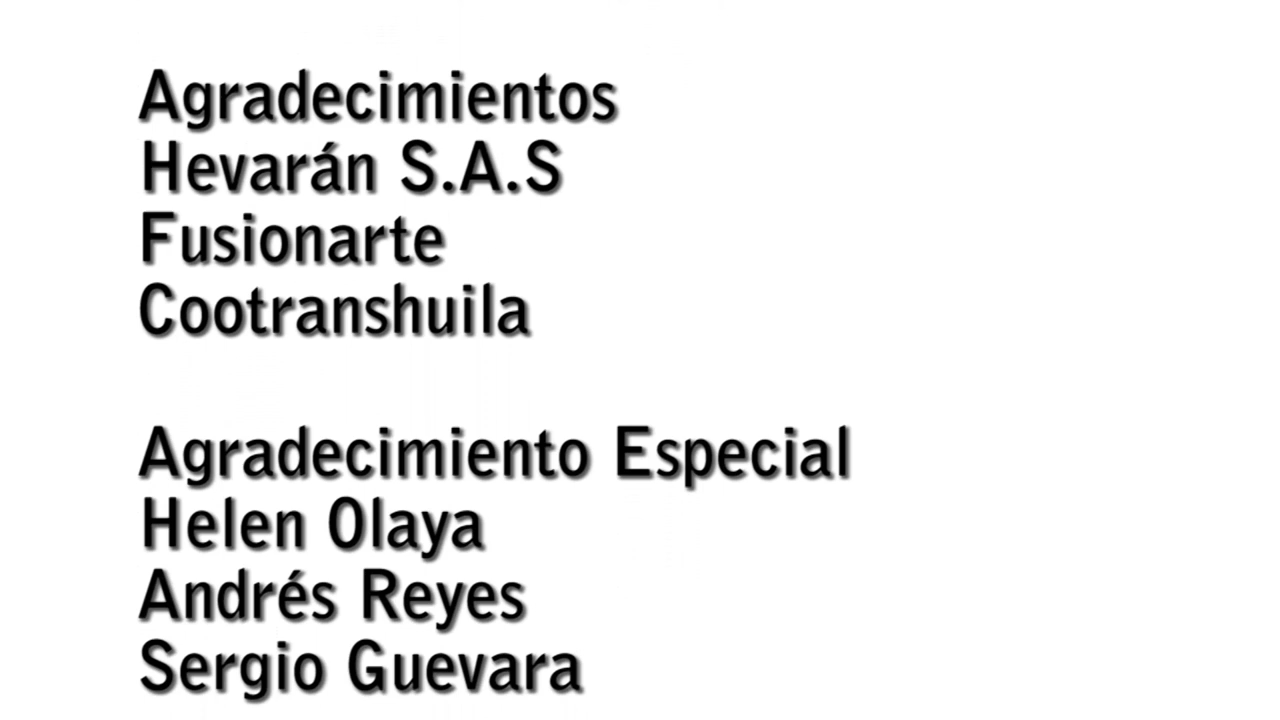 Agradecimientos
Hevarán S.A.S
Fusionarte
Cootranshuila
Agradecimiento Especial
Helen Olaya
Andrés Reyes
Sergio Guevara